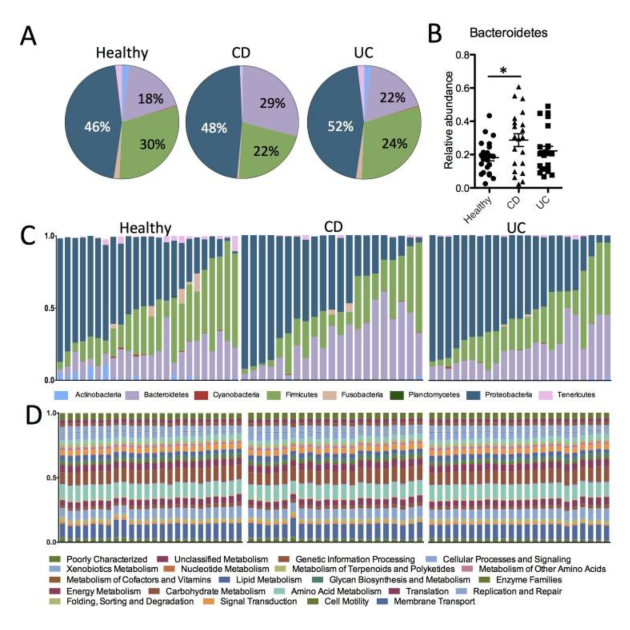 A
B
Bacteroidetes
Healthy
CD
UC
18%
46%
30%
29%
48%
22%
22%
52%
24%
Relative abundance
0.8
0.6
0.4
0.2
0.0
*
Healthy
CD
UC
C
Healthy
CD
UC
1.0
0.5
0.0
Actinobacteria Bacteroidetes Cyanobacteria Firmicutes Fusobacteria Planctomycetes Proteobacteria Tenericutes
D
1.0
0.5
0.0
Poorly Characterized Unclassified Metabolism Genetic Information Processing Cellular Processes and Signaling
Xenobiotics Metabolism Nucleotide Metabolism Metabolism of Terpenoids and Polyketides Metabolism of Other Amino Acids
Metabolism of Cofactors and Vitamins Lipid Metabolism Glycan Biosynthesis and Metabolism Enzyme Families
Energy Metabolism Carbohydrate Metabolism Amino Acid Metabolism Translation Replication and Repair
Folding, Sorting and Degradation Signal Transduction Cell Motility Membrane Transport